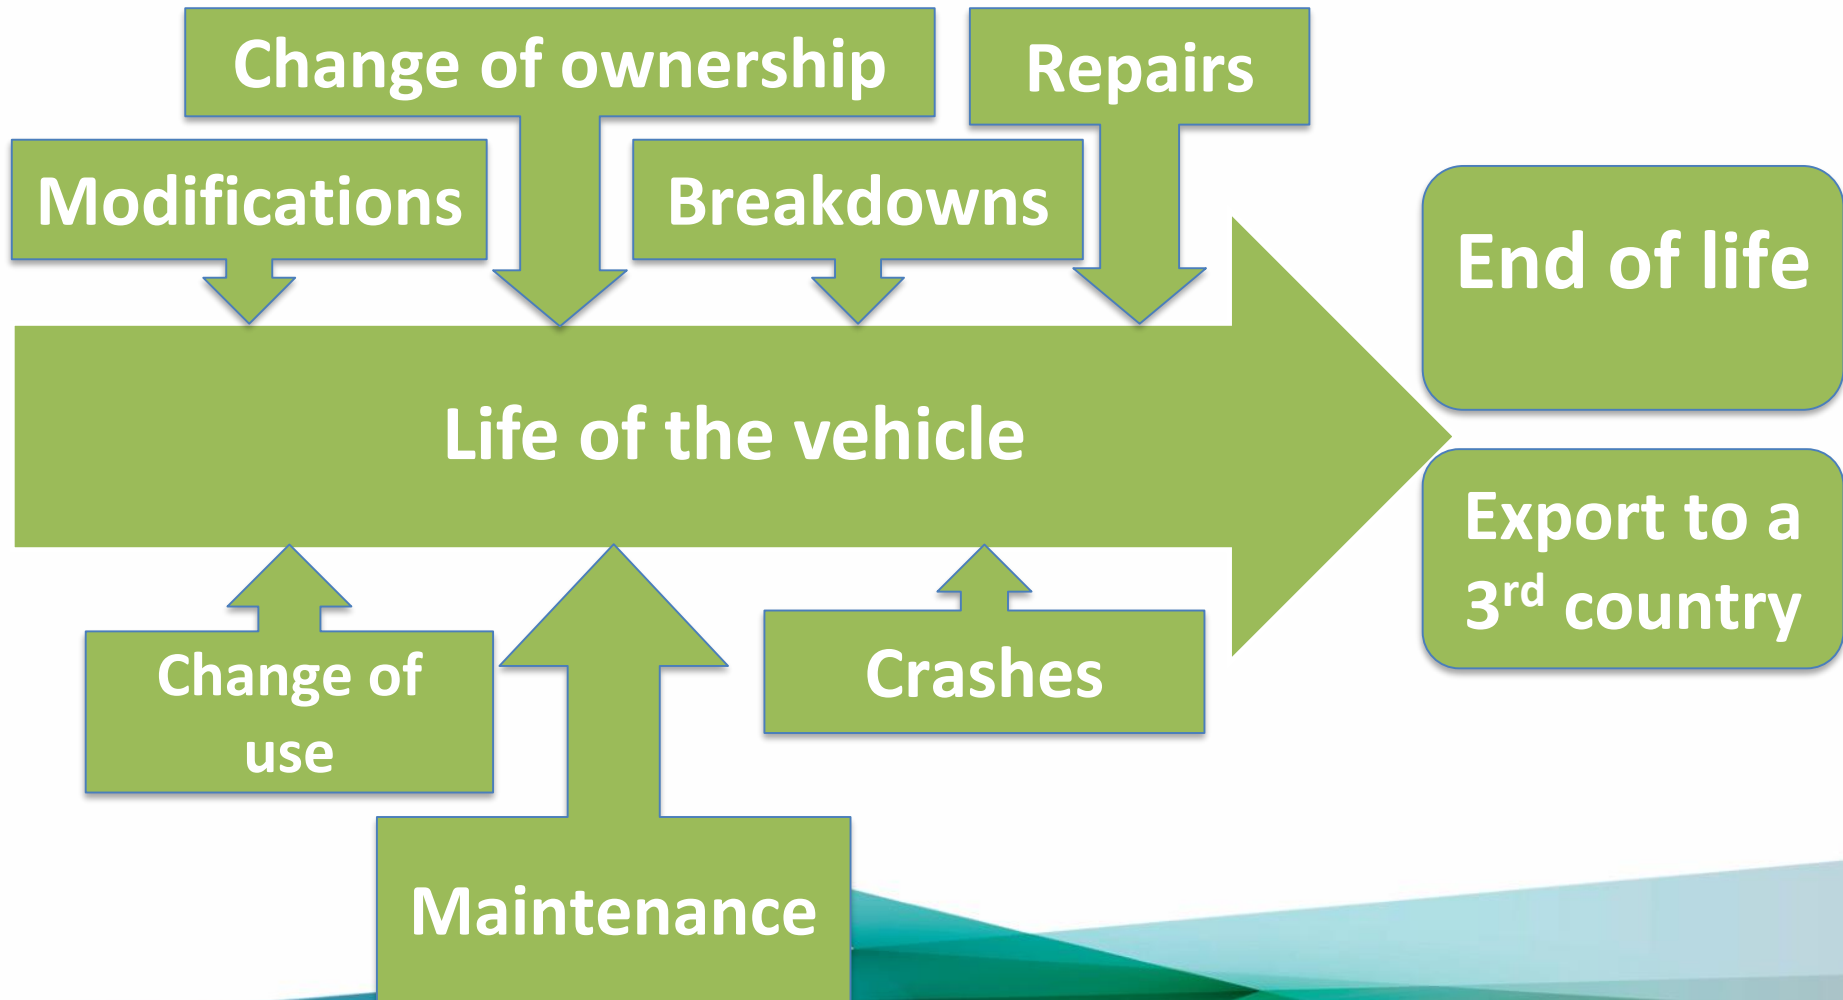 Change of ownership
Repairs
Modifications
Breakdowns
End of life
Life of the vehicle
Export to a
3rd country
Change of
use
Crashes
Maintenance